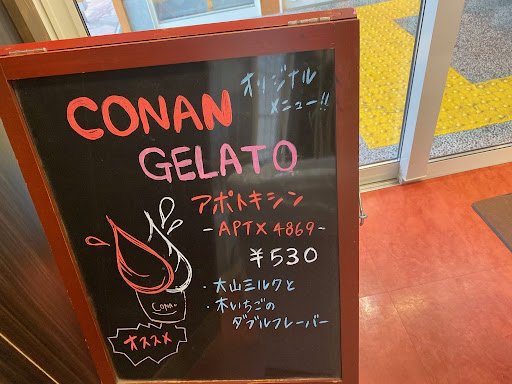 CONAN
オリジナル
メニュー!!
GELATO
アポトキシン
-APTX4869-
¥530
・大山ミルクと
・木いちごの
ダブルフレーバー
Conan
オススメ